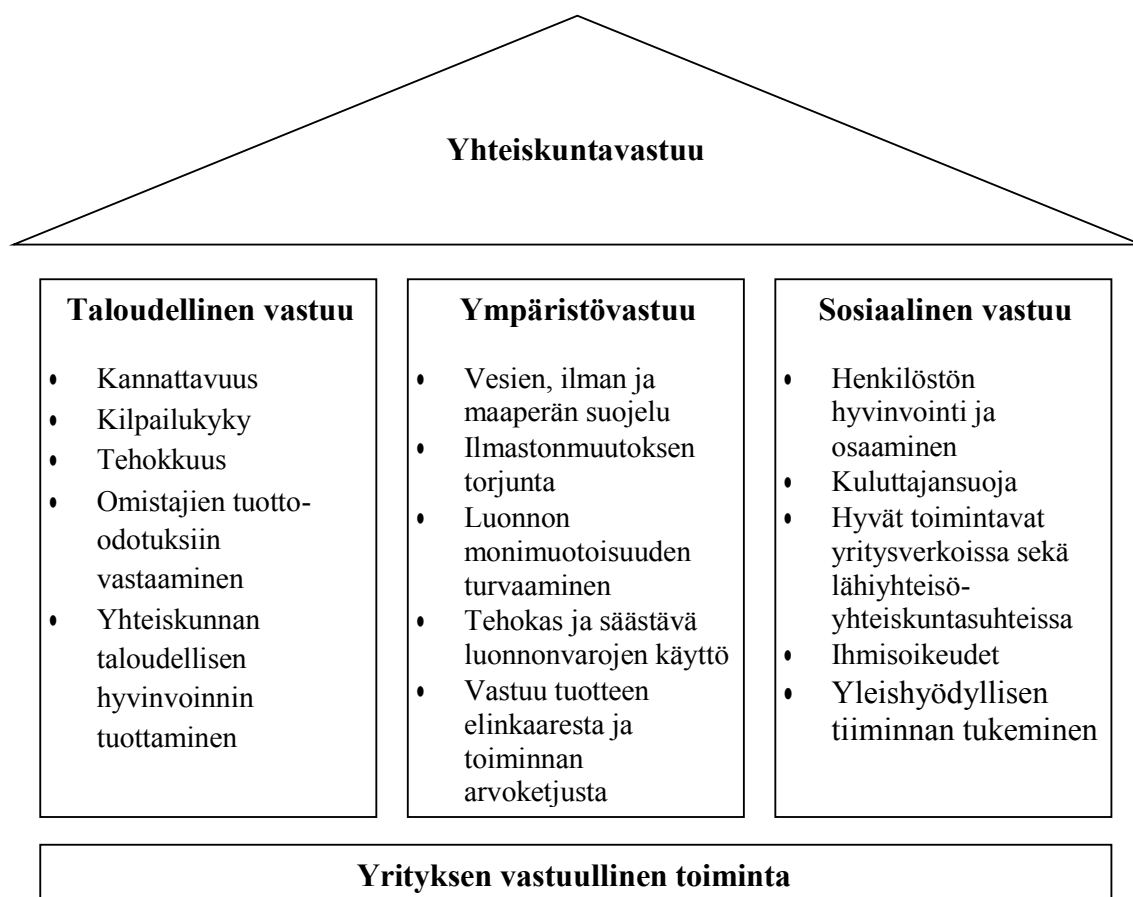 Yhteiskuntavastuu
Taloudellinen vastuu
• Kannattavuus
• Kilpailukyky
• Tehokkuus
• Omistajien tuotto-
odotuksiin
vastaaminen
• Yhteiskunnan
taloudellisen
hyvinvoinnin
tuottaminen
Ympäristövastuu
• Vesien, ilman ja
maaperän suojelu
• Ilmastonmuutoksen
torjunta
• Luonnon
monimuotoisuuden
turvaaminen
• Tehokas ja säästävä
luonnonvarojen käyttö
• Vastuu tuotteen
elinkaaresta ja
toiminnan
arvoketjusta
Sosiaalinen vastuu
• Henkilöstön
hyvinvointi ja
osaaminen
• Kuluttajansuoja
• Hyvät toimintavat
yritysverkoissa sekä
lähiyhteisö-
yhteiskuntasuhteissa
• Ihmisoikeudet
• Yleishyödyllisen
tiiminnan tukeminen
Yrityksen vastuullinen toiminta